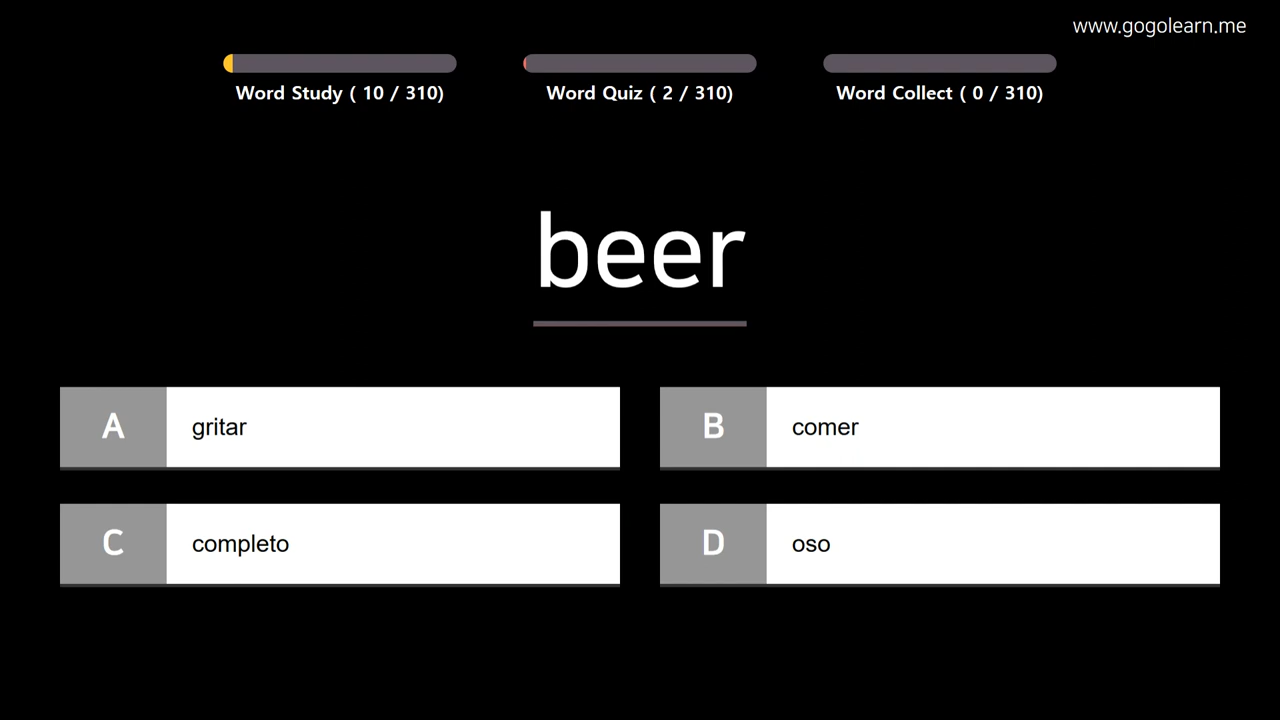 www.gogolearn.me
Word Study ( 10 / 310)
Word Quiz ( 2 / 310)
Word Collect ( 0 / 310)
beer
A gritar
B comer
C completo
D oso